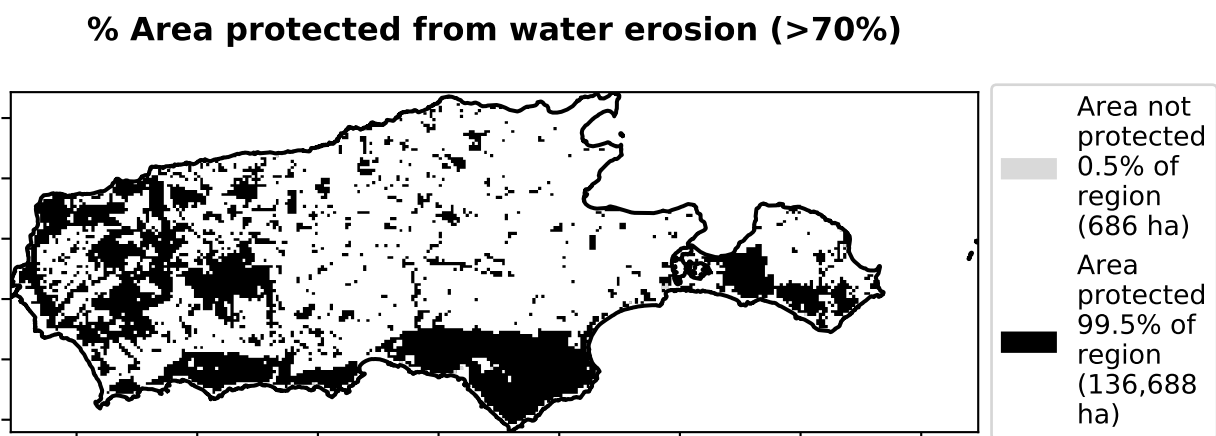 % Area protected from water erosion (>70%)
Area not
protected
0.5% of
region
(686 ha)
Area
protected
99.5% of
region
(136,688
ha)